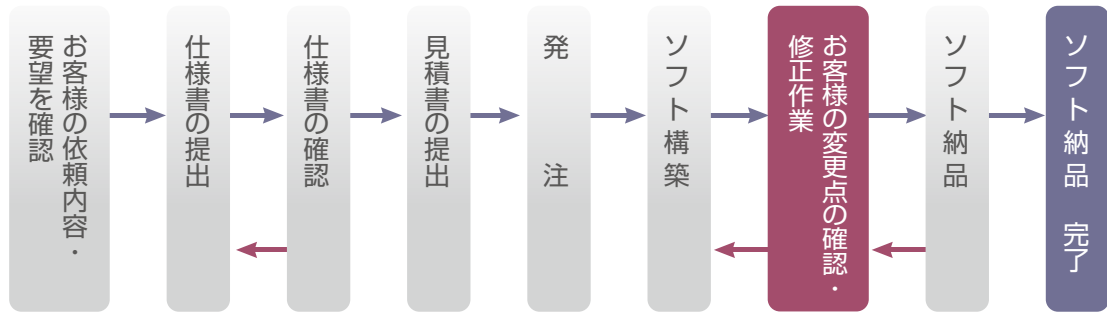 お客様の依頼内容・
要望を確認
仕様書の提出
仕様書の確認
見積書の提出
発注
ソフト構築
お客様の変更点の確認・
修正作業
ソフト納品
ソフト納品 完了